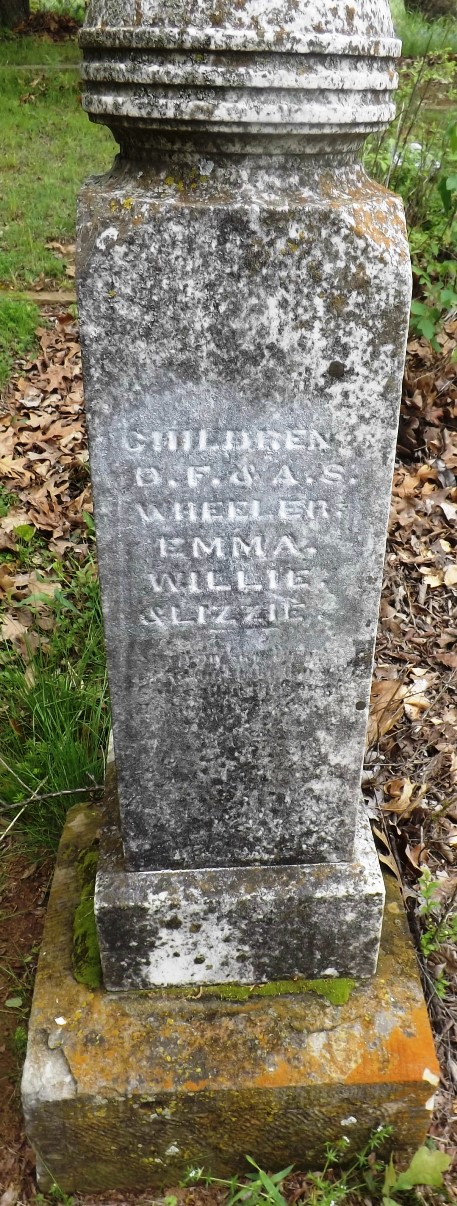 CHILDREN
D. F. & A. S.
WHEELER.
EMMA.
WILLIE.
& LIZZIE.